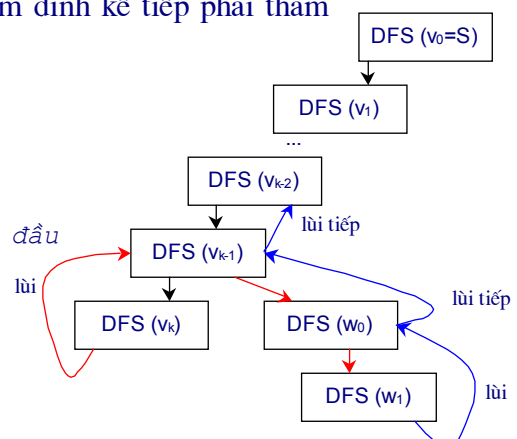 m đỉnh kế tiếp phải thăm
DFS (v₀=S)
DFS (v₁)
...
DFS (vₖ₋₂)
lùi tiếp
đầu
DFS (vₖ₋₁)
lùi
lùi tiếp
DFS (vₖ)
DFS (w₀)
DFS (w₁)
lùi